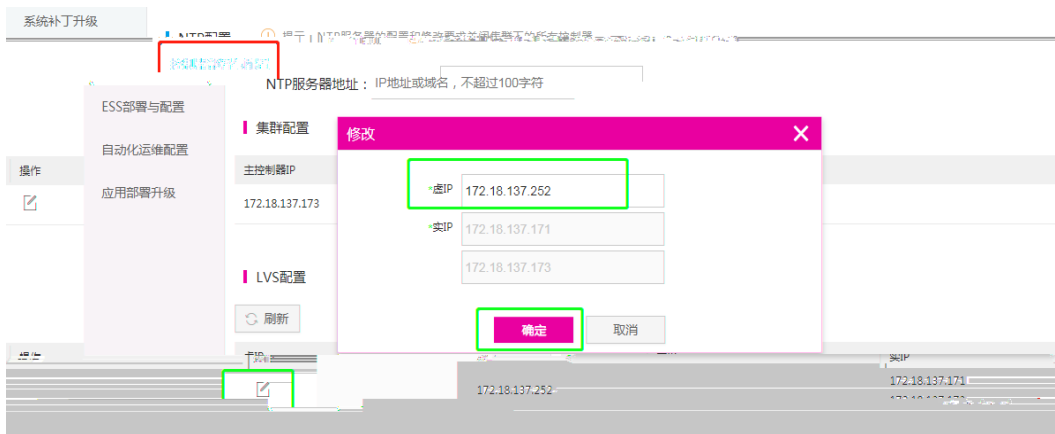 系统补丁升级
NTP配置
NTP服务器地址： IP地址或域名，不超过100字符
ESS部署与配置
自动化运维配置
应用部署升级
集群配置
操作
主控制器IP
172.18.137.173
修改
*虚IP 172.18.137.252
*实IP 172.18.137.171
172.18.137.173
确定
取消
LVS配置
刷新
实IP
172.18.137.252
172.18.137.171